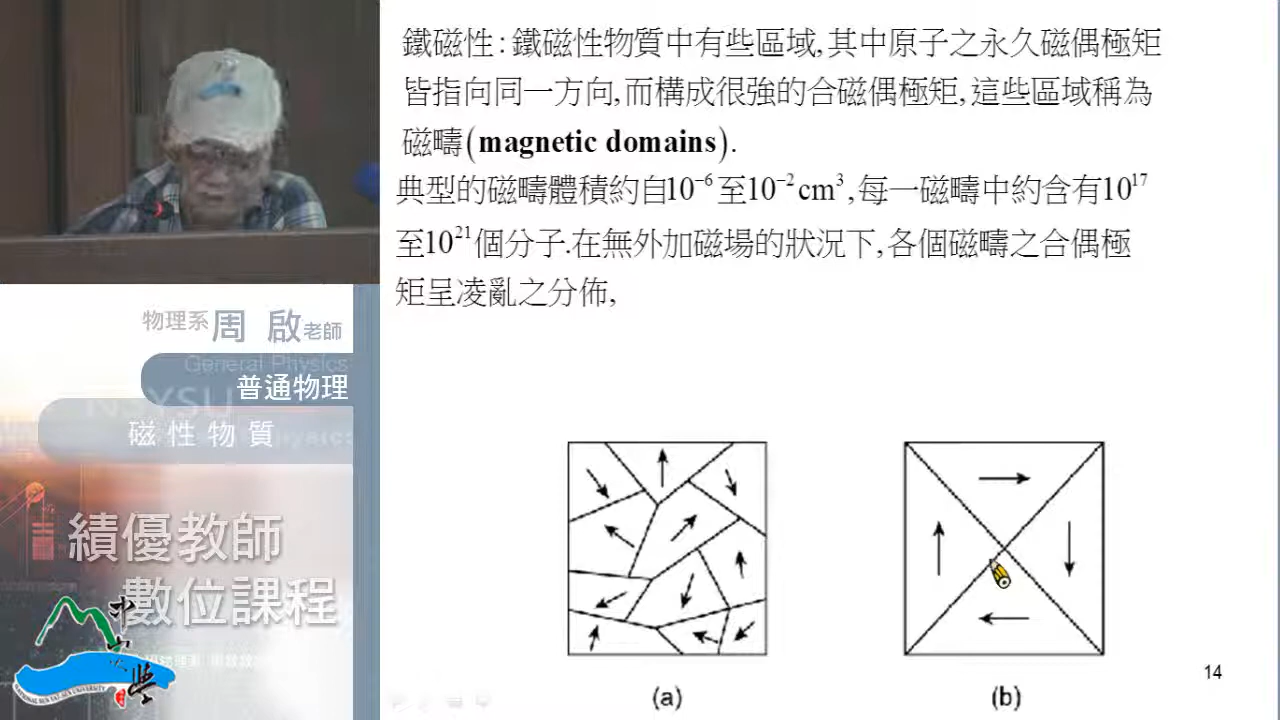 鐵磁性：鐵磁性物質中有些區域,其中原子之永久磁偶極矩
皆指向同一方向,而構成很強的合磁偶極矩,這些區域稱為
磁疇(magnetic domains).
典型的磁疇體積約自10⁻⁶至10⁻²cm³,每一磁疇中約含有10¹⁷
至10²¹個分子.在無外加磁場的狀況下,各個磁疇之合偶極
矩呈凌亂之分佈,
(a)
(b)
14
物理系 周 啟 老師
General Physics
普通物理
NSYSU
磁性物質
績優教師
數位課程
NATIONAL SUN YAT-SEN UNIVERSITY